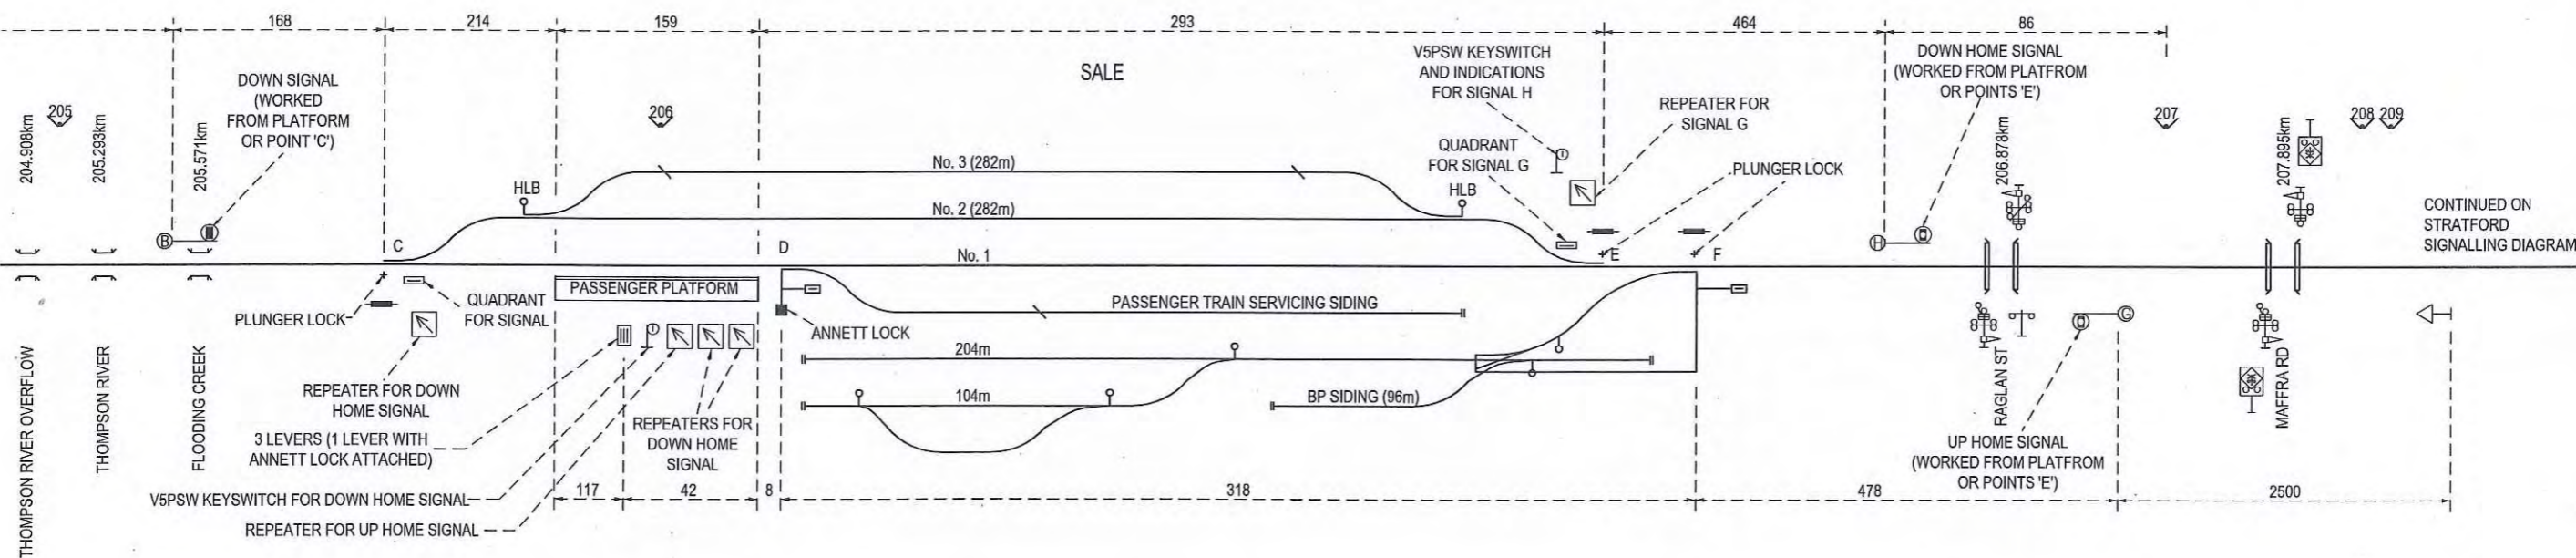 168
214
159
293
464
86
DOWN SIGNAL
(WORKED
FROM PLATFORM
OR POINT 'C')
SALE
V5PSW KEYSWITCH
AND INDICATIONS
FOR SIGNAL H
DOWN HOME SIGNAL
(WORKED FROM PLATFROM
OR POINTS 'E')
REPEATER FOR
SIGNAL G
204.908km
205
205.293km
205.571km
206
207
206.878km
207.895km
208
209
QUADRANT
FOR SIGNAL G
PLUNGER LOCK
No. 3 (282m)
HLB
HLB
No. 2 (282m)
CONTINUED ON
STRATFORD
SIGNALLING DIAGRAM
B
C
D
No. 1
E
F
H
PASSENGER PLATFORM
QUADRANT
FOR SIGNAL
PLUNGER LOCK
PASSENGER TRAIN SERVICING SIDING
ANNETT LOCK
G
204m
104m
BP SIDING (96m)
THOMPSON RIVER OVERFLOW
THOMPSON RIVER
FLOODING CREEK
REPEATER FOR DOWN
HOME SIGNAL
3 LEVERS (1 LEVER WITH
ANNETT LOCK ATTACHED)
REPEATERS FOR
DOWN HOME
SIGNAL
RAGLAN ST
MAFFRA RD
UP HOME SIGNAL
(WORKED FROM PLATFROM
OR POINTS 'E')
V5PSW KEYSWITCH FOR DOWN HOME SIGNAL
REPEATER FOR UP HOME SIGNAL
117
42
8
318
478
2500